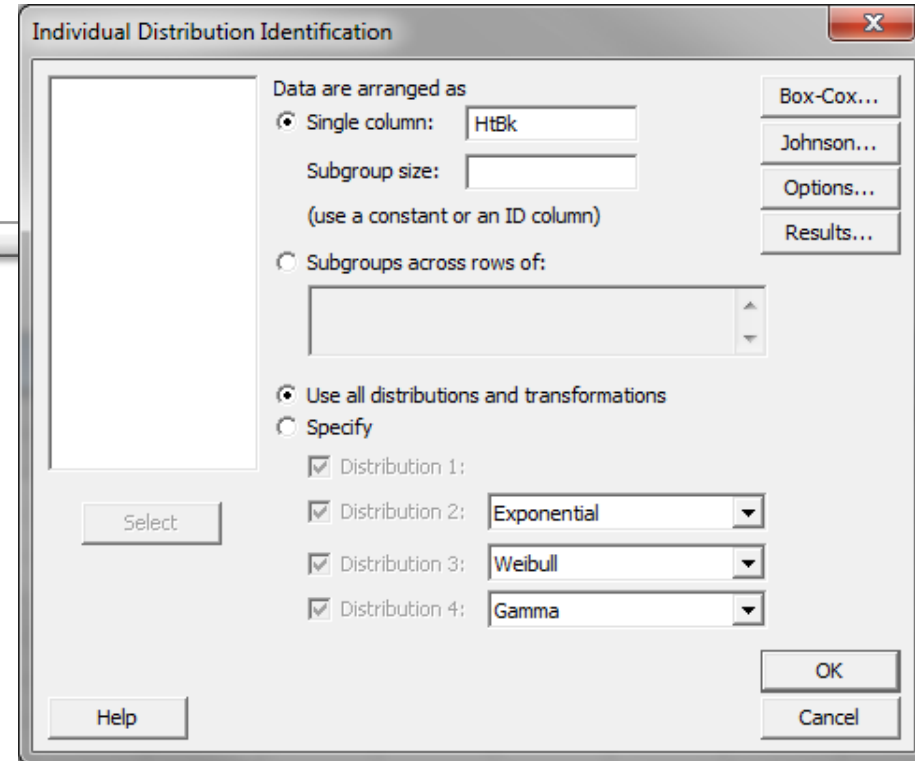 Individual Distribution Identification
Data are arranged as
Single column: HtBk
Subgroup size:
(use a constant or an ID column)
Subgroups across rows of:
Use all distributions and transformations
Specify
Distribution 1:
Distribution 2: Exponential
Distribution 3: Weibull
Distribution 4: Gamma
Select
Box-Cox...
Johnson...
Options...
Results...
Help
OK
Cancel